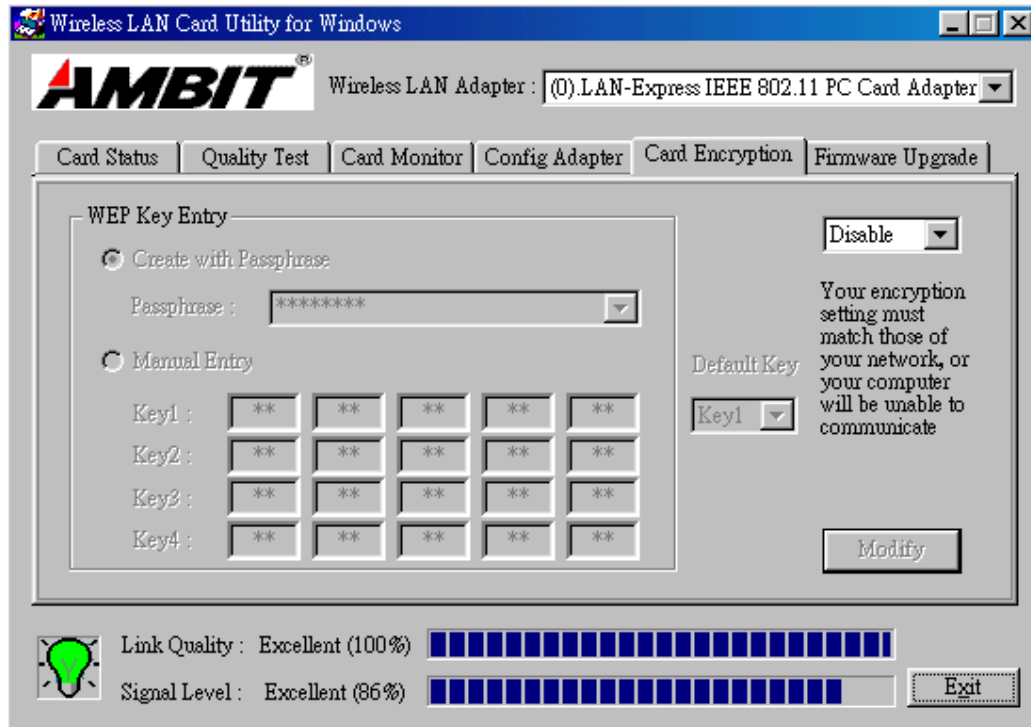 Wireless LAN Card Utility for Windows
AMBIT®
Wireless LAN Adapter : (0).LAN-Express IEEE 802.11 PC Card Adapter
Card Status Quality Test Card Monitor Config Adapter Card Encryption Firmware Upgrade
WEP Key Entry
Create with Passphrase
Passphrase : ********
Manual Entry
Key1 : ** ** ** ** **
Key2 : ** ** ** ** **
Key3 : ** ** ** ** **
Key4 : ** ** ** ** **
Default Key
Key1
Disable
Your encryption
setting must
match those of
your network, or
your computer
will be unable to
communicate
Modify
Link Quality : Excellent (100%)
Signal Level : Excellent (86%)
Exit